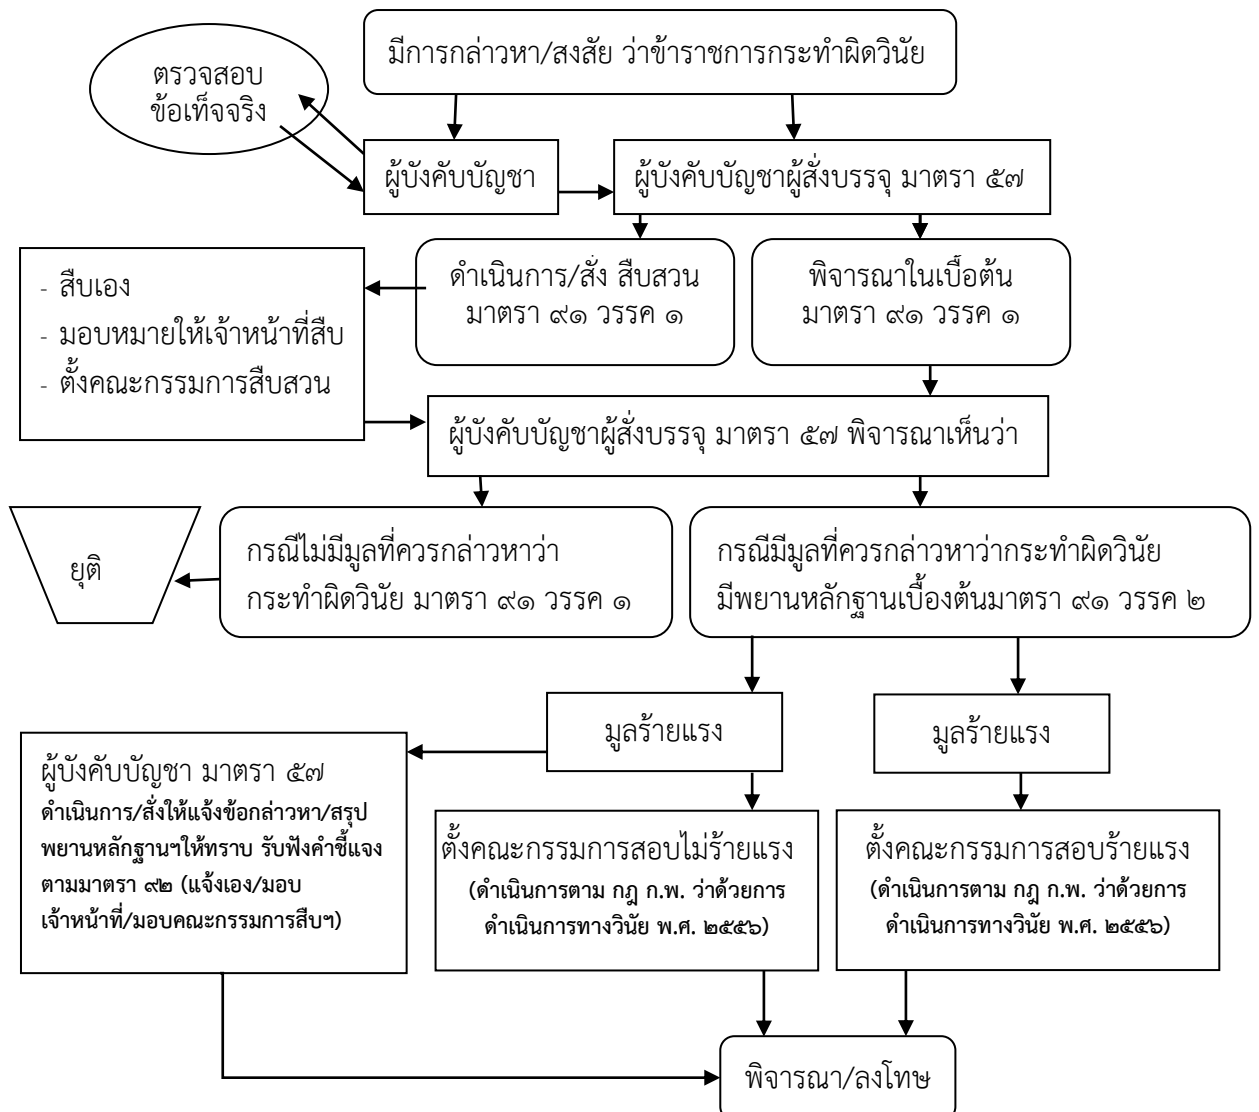 มีการกล่าวหา/สงสัย ว่าข้าราชการกระทำผิดวินัย
ตรวจสอบ
ข้อเท็จจริง
ผู้บังคับบัญชา
ผู้บังคับบัญชาผู้สั่งบรรจุ มาตรา ๕๗
- สืบเอง
- มอบหมายให้เจ้าหน้าที่สืบ
- ตั้งคณะกรรมการสืบสวน
ดำเนินการ/สั่ง สืบสวน
มาตรา ๙๑ วรรค ๑
พิจารณาในเบื้อต้น
มาตรา ๙๑ วรรค ๑
ผู้บังคับบัญชาผู้สั่งบรรจุ มาตรา ๕๗ พิจารณาเห็นว่า
ยุติ
กรณีไม่มีมูลที่ควรกล่าวหาว่า
กระทำผิดวินัย มาตรา ๙๑ วรรค ๑
กรณีมีมูลที่ควรกล่าวหาว่ากระทำผิดวินัย
มีพยานหลักฐานเบื้องต้นมาตรา ๙๑ วรรค ๒
มูลร้ายแรง
มูลร้ายแรง
ผู้บังคับบัญชา มาตรา ๕๗
ดำเนินการ/สั่งให้แจ้งข้อกล่าวหา/สรุป
พยานหลักฐานฯให้ทราบ รับฟังคำชี้แจง
ตามมาตรา ๙๒ (แจ้งเอง/มอบ
เจ้าหน้าที่/มอบคณะกรรมการสืบฯ)
ตั้งคณะกรรมการสอบไม่ร้ายแรง
(ดำเนินการตาม กฎ ก.พ. ว่าด้วยการ
ดำเนินการทางวินัย พ.ศ. ๒๕๕๖)
ตั้งคณะกรรมการสอบร้ายแรง
(ดำเนินการตาม กฎ ก.พ. ว่าด้วยการ
ดำเนินการทางวินัย พ.ศ. ๒๕๕๖)
พิจารณา/ลงโทษ